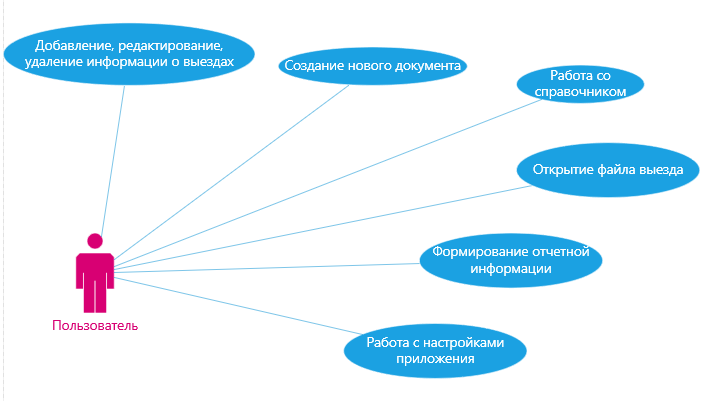 Добавление, редактирование,
удаление информации о выездах
Создание нового документа
Работа со
справочником
Открытие файла выезда
Формирование отчетной
информации
Работа с настройками
приложения
Пользователь